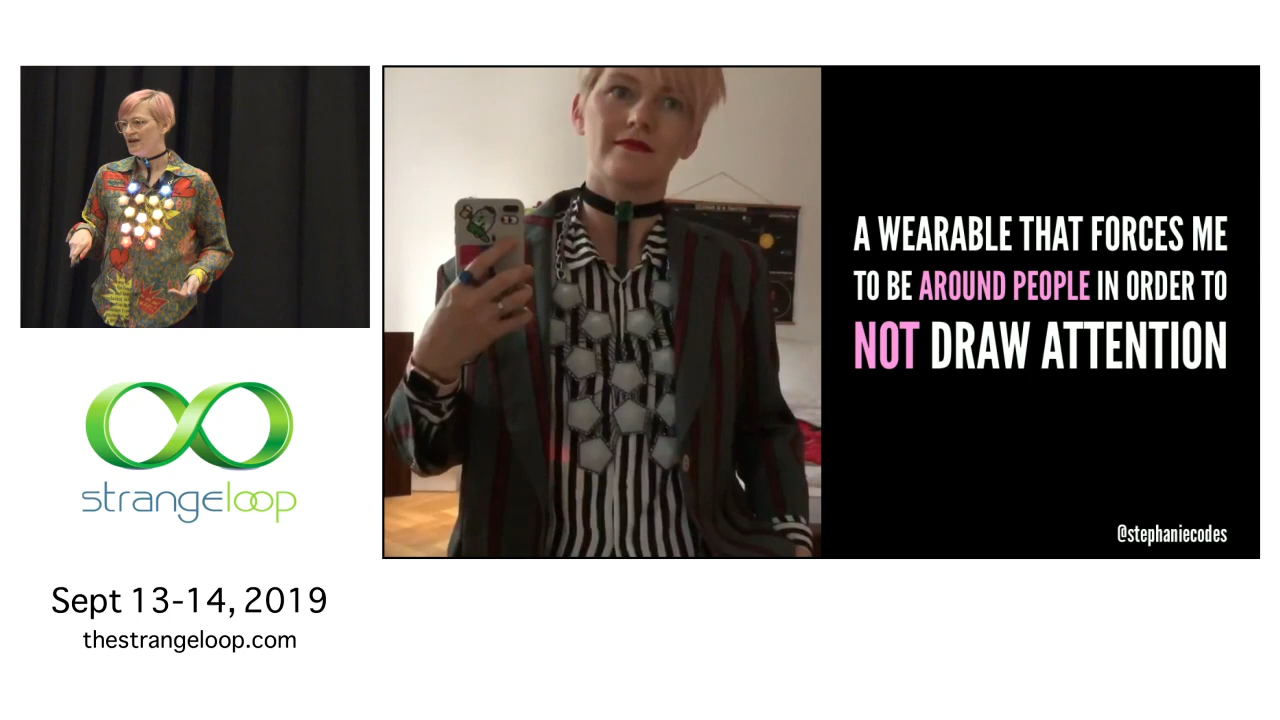 A WEARABLE THAT FORCES ME
TO BE AROUND PEOPLE IN ORDER TO
NOT DRAW ATTENTION
@stephaniecodes
strangeloop
Sept 13-14, 2019
thestrangeloop.com